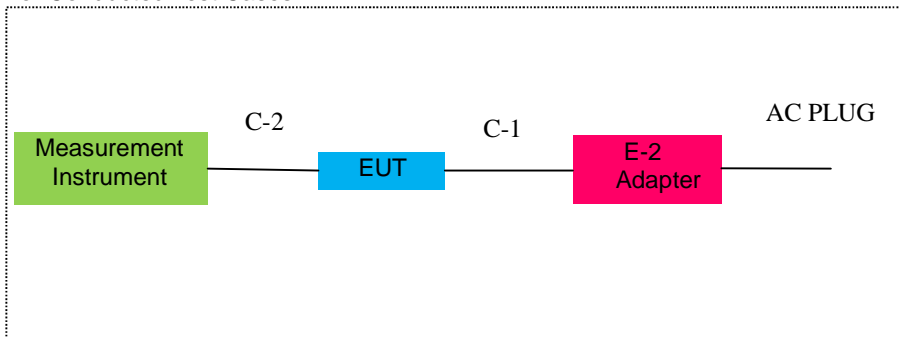 C-2
C-1
AC PLUG
Measurement
Instrument
EUT
E-2
Adapter